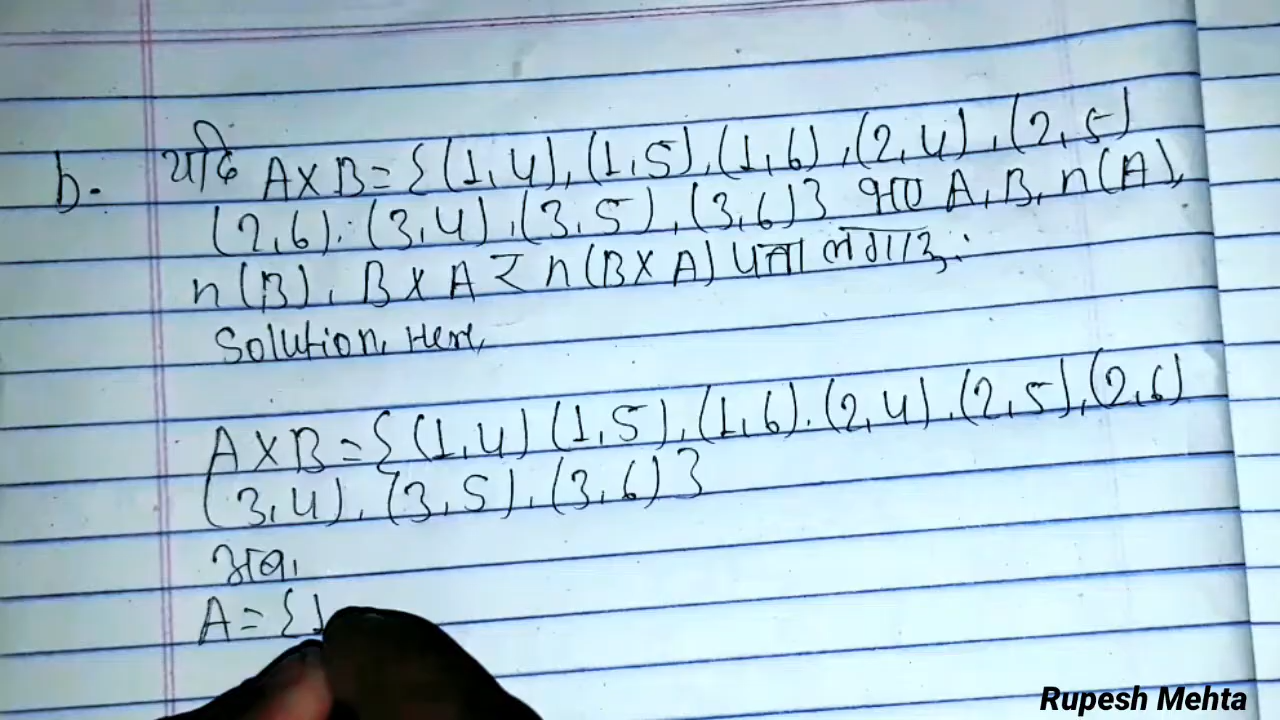 b. यदि A×B={(1,4),(1,5),(1,6),(2,4),(2,5)
(2,6),(3,4),(3,5),(3,6)} भए A,B,n(A),
n(B), B×A र n(B×A) पत्ता लगाउ:
Solution, Here,
A×B={(1,4)(1,5),(1,6).(2,4),(2,5),(2,6)
(3,4),(3,5),(3,6)}
अब,
A={1
Rupesh Mehta